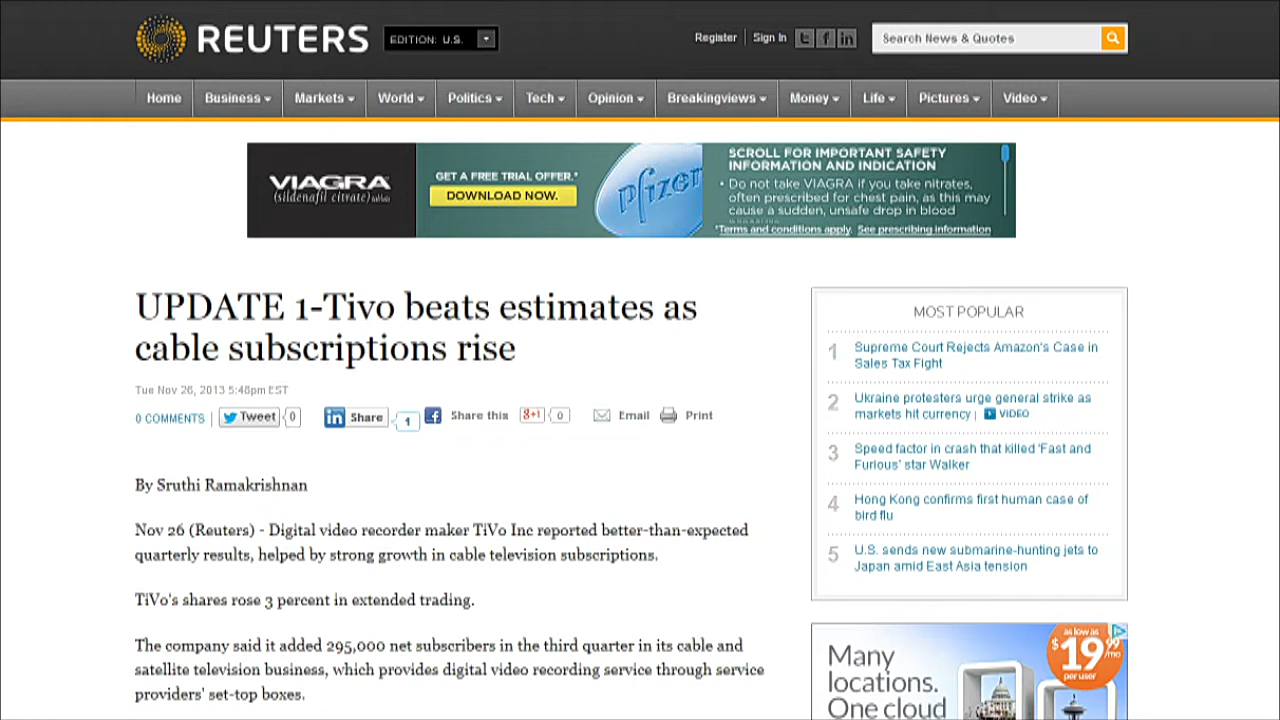 REUTERS
EDITION: U.S.
Register
Sign In
Search News & Quotes
Home
Business
Markets
World
Politics
Tech
Opinion
Breakingviews
Money
Life
Pictures
Video
VIAGRA
(sildenafil citrate)
GET A FREE TRIAL OFFER.*
DOWNLOAD NOW.
Pfizer
SCROLL FOR IMPORTANT SAFETY
INFORMATION AND INDICATION
• Do not take VIAGRA if you take nitrates,
often prescribed for chest pain, as this may
cause a sudden, unsafe drop in blood
*Terms and conditions apply. See prescribing information
UPDATE 1-Tivo beats estimates as
cable subscriptions rise
Tue Nov 26, 2013 5:48pm EST
0 COMMENTS
Tweet 0
in Share 1
f Share this
8+1 0
Email
Print
By Sruthi Ramakrishnan
Nov 26 (Reuters) - Digital video recorder maker TiVo Inc reported better-than-expected
quarterly results, helped by strong growth in cable television subscriptions.
TiVo's shares rose 3 percent in extended trading.
The company said it added 295,000 net subscribers in the third quarter in its cable and
satellite television business, which provides digital video recording service through service
providers' set-top boxes.
MOST POPULAR
1 Supreme Court Rejects Amazon's Case in
Sales Tax Fight
2 Ukraine protesters urge general strike as
markets hit currency | VIDEO
3 Speed factor in crash that killed 'Fast and
Furious' star Walker
4 Hong Kong confirms first human case of
bird flu
5 U.S. sends new submarine-hunting jets to
Japan amid East Asia tension
Many
locations.
One cloud
as low as
$19.99/mo
per user